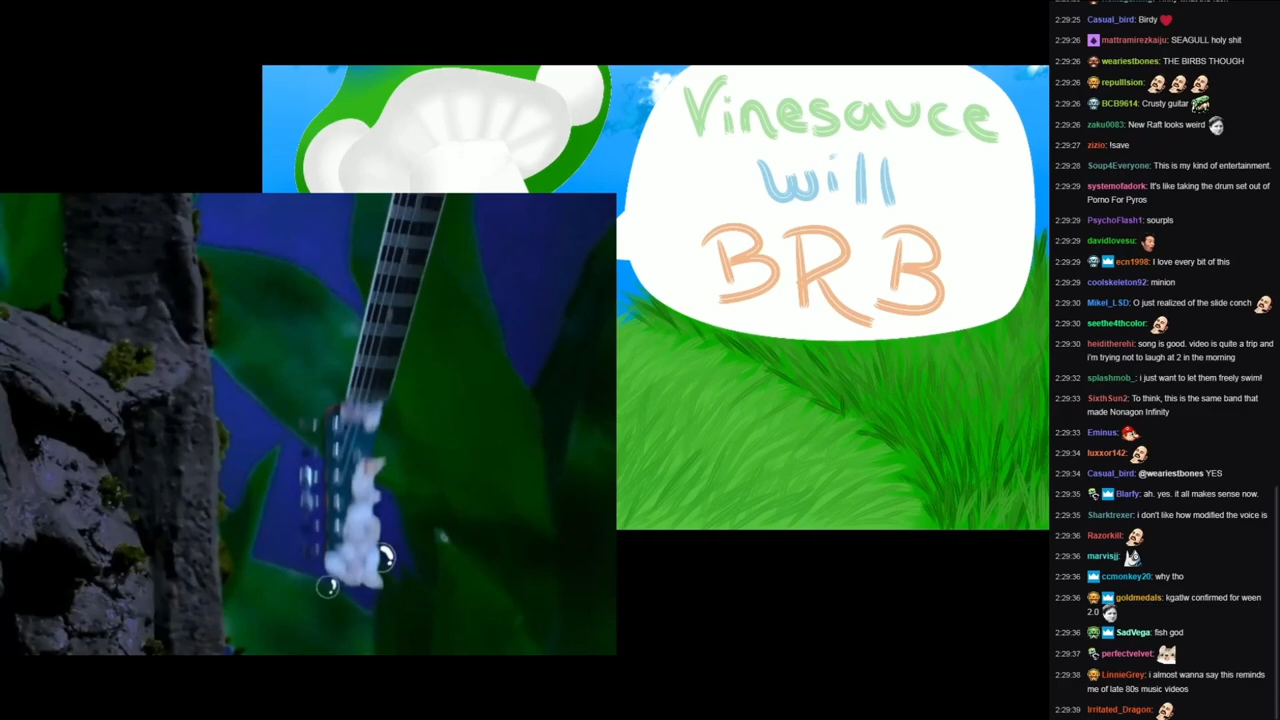 Vinesauce
will
BRB
2:29:25 Casual_bird: Birdy
2:29:26 mattramirezkaiju: SEAGULL holy shit
2:29:26 weariestbones: THE BIRBS THOUGH
2:29:26 repulllsion:
2:29:26 BCB9614: Crusty guitar
2:29:26 zaku0083: New Raft looks weird
2:29:27 zizio: !save
2:29:28 Soup4Everyone: This is my kind of entertainment.
2:29:29 systemofadork: It's like taking the drum set out of
Porno For Pyros
2:29:29 PsychoFlash1: sourpls
2:29:29 davidlovesu:
2:29:29 ecn1998: I love every bit of this
2:29:29 coolskeleton92: minion
2:29:30 Mikel_LSD: O just realized of the slide conch
2:29:30 seethe4thcolor:
2:29:30 heiditherehi: song is good. video is quite a trip and
i'm trying not to laugh at 2 in the morning
2:29:32 splashmob_: i just want to let them freely swim!
2:29:33 SixthSun2: To think, this is the same band that
made Nonagon Infinity
2:29:33 Eminus:
2:29:34 luxxor142:
2:29:34 Casual_bird: @weariestbones YES
2:29:35 Blarfy: ah. yes. it all makes sense now.
2:29:35 Sharktrexer: i don't like how modified the voice is
2:29:36 Razorkill:
2:29:36 marvisjj:
2:29:36 ccmonkey20: why tho
2:29:36 goldmedals: kgatlw confirmed for ween
2.0
2:29:36 SadVega: fish god
2:29:37 perfectvelvet:
2:29:38 LinnieGrey: i almost wanna say this reminds
me of late 80s music videos
2:29:39 Irritated_Dragon: